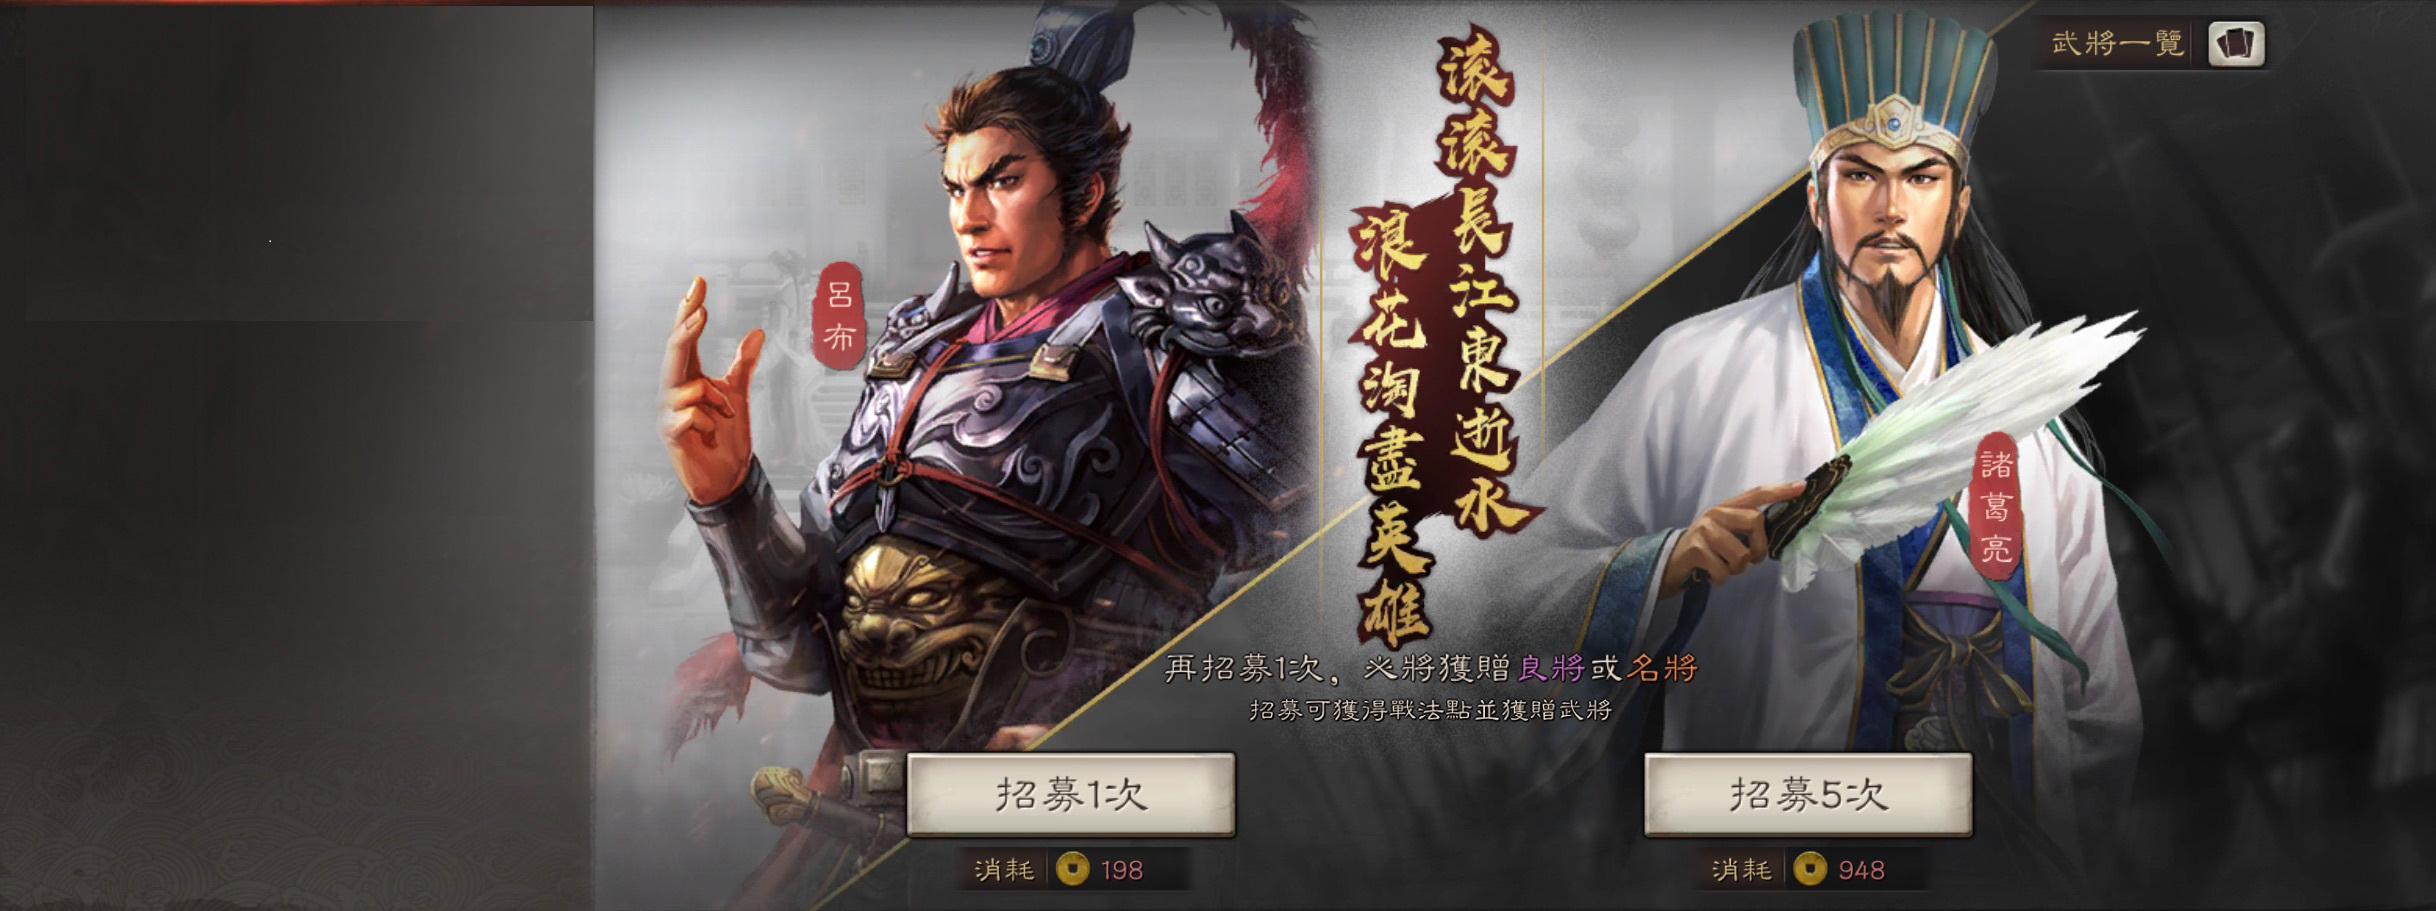 武將一覽
滚滚長江東逝水
浪花淘盡英雄
呂布
諸葛亮
再招募1次，必將獲贈良將或名將
招募可獲得戰法點並獲贈武將
招募1次
招募5次
消耗 198
消耗 948